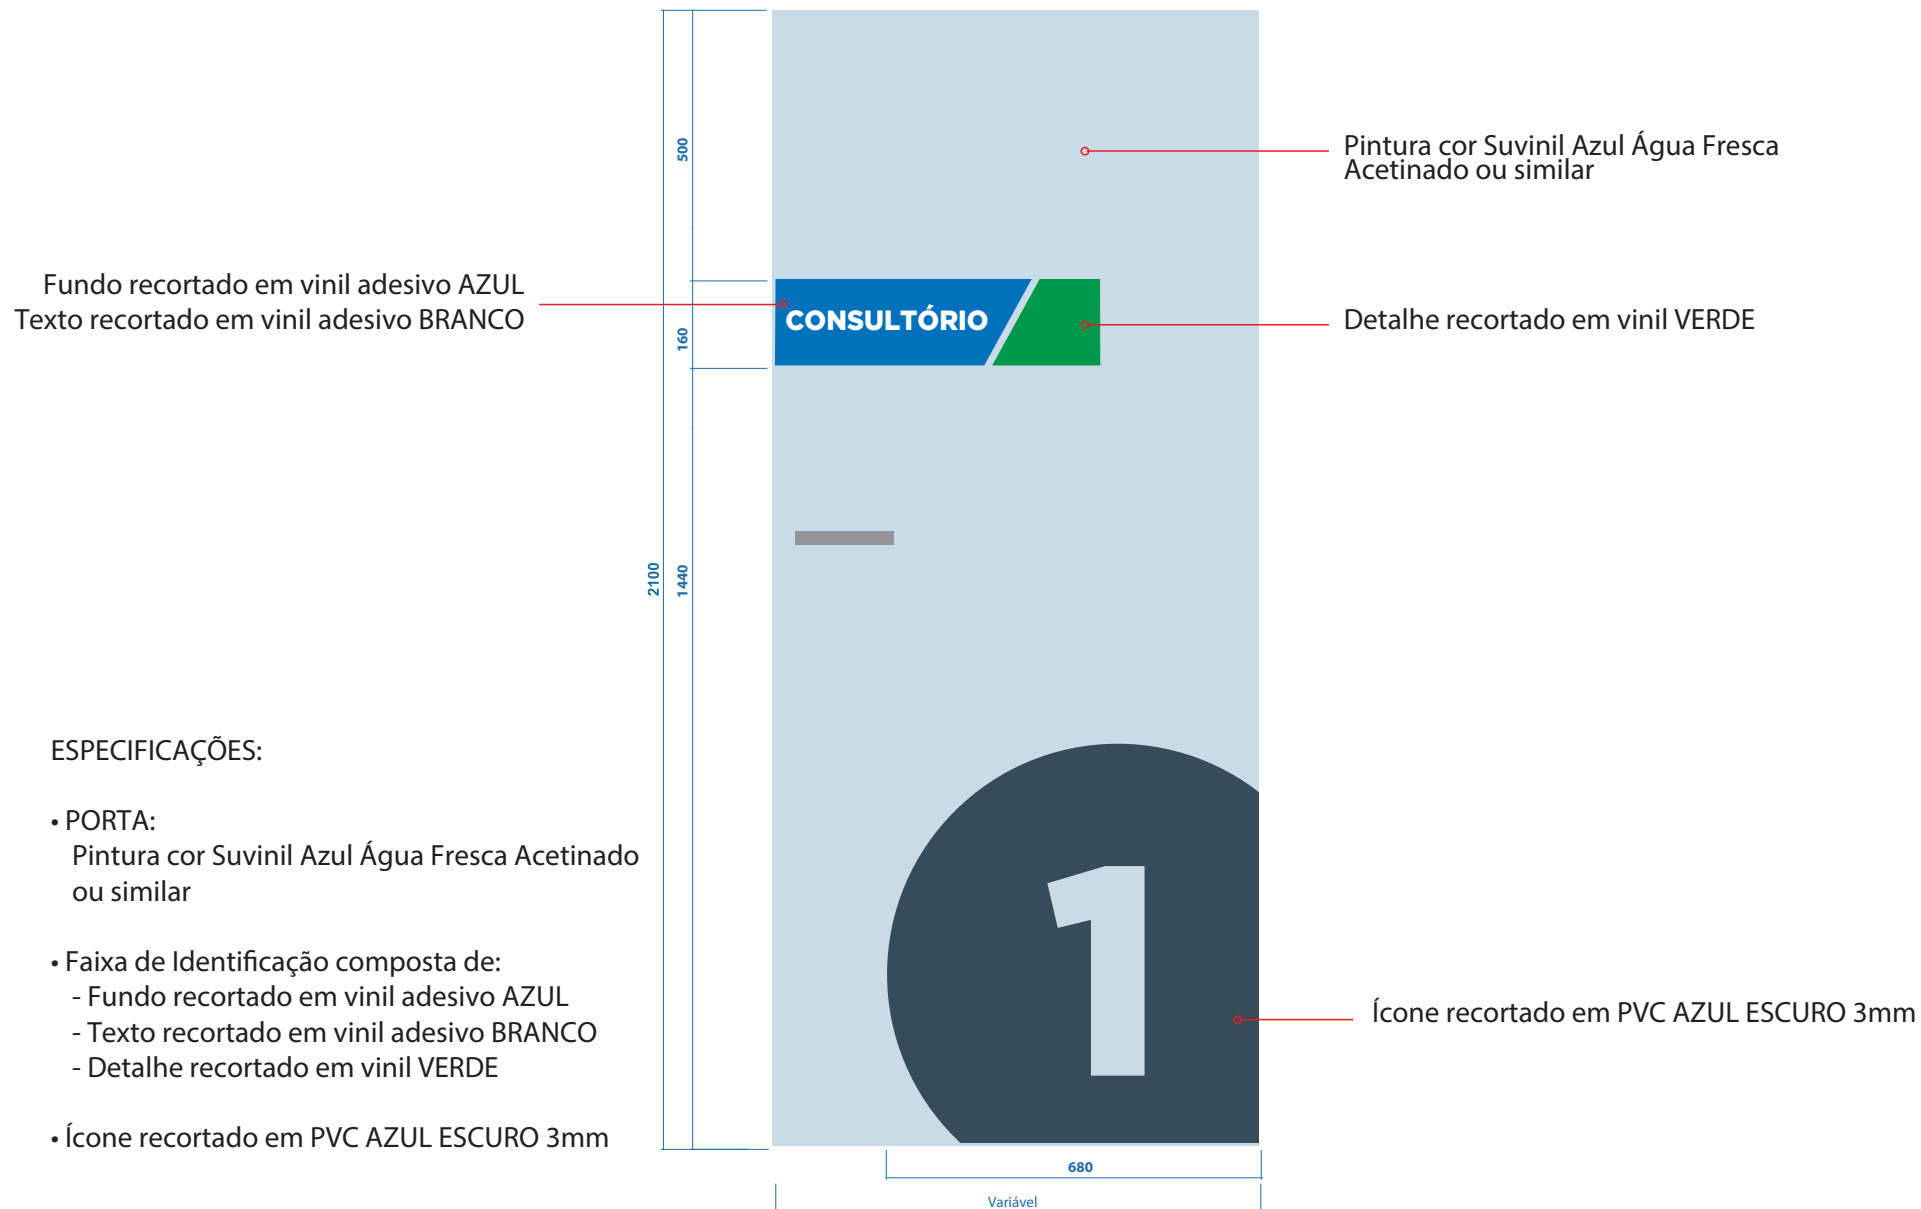 500
Pintura cor Suvinil Azul Água Fresca
Acetinado ou similar
Fundo recortado em vinil adesivo AZUL
Texto recortado em vinil adesivo BRANCO
160
CONSULTÓRIO
Detalhe recortado em vinil VERDE
2100
1440
ESPECIFICAÇÕES:
• PORTA:
Pintura cor Suvinil Azul Água Fresca Acetinado
ou similar
• Faixa de Identificação composta de:
- Fundo recortado em vinil adesivo AZUL
- Texto recortado em vinil adesivo BRANCO
- Detalhe recortado em vinil VERDE
• Ícone recortado em PVC AZUL ESCURO 3mm
1
Ícone recortado em PVC AZUL ESCURO 3mm
680
Variável